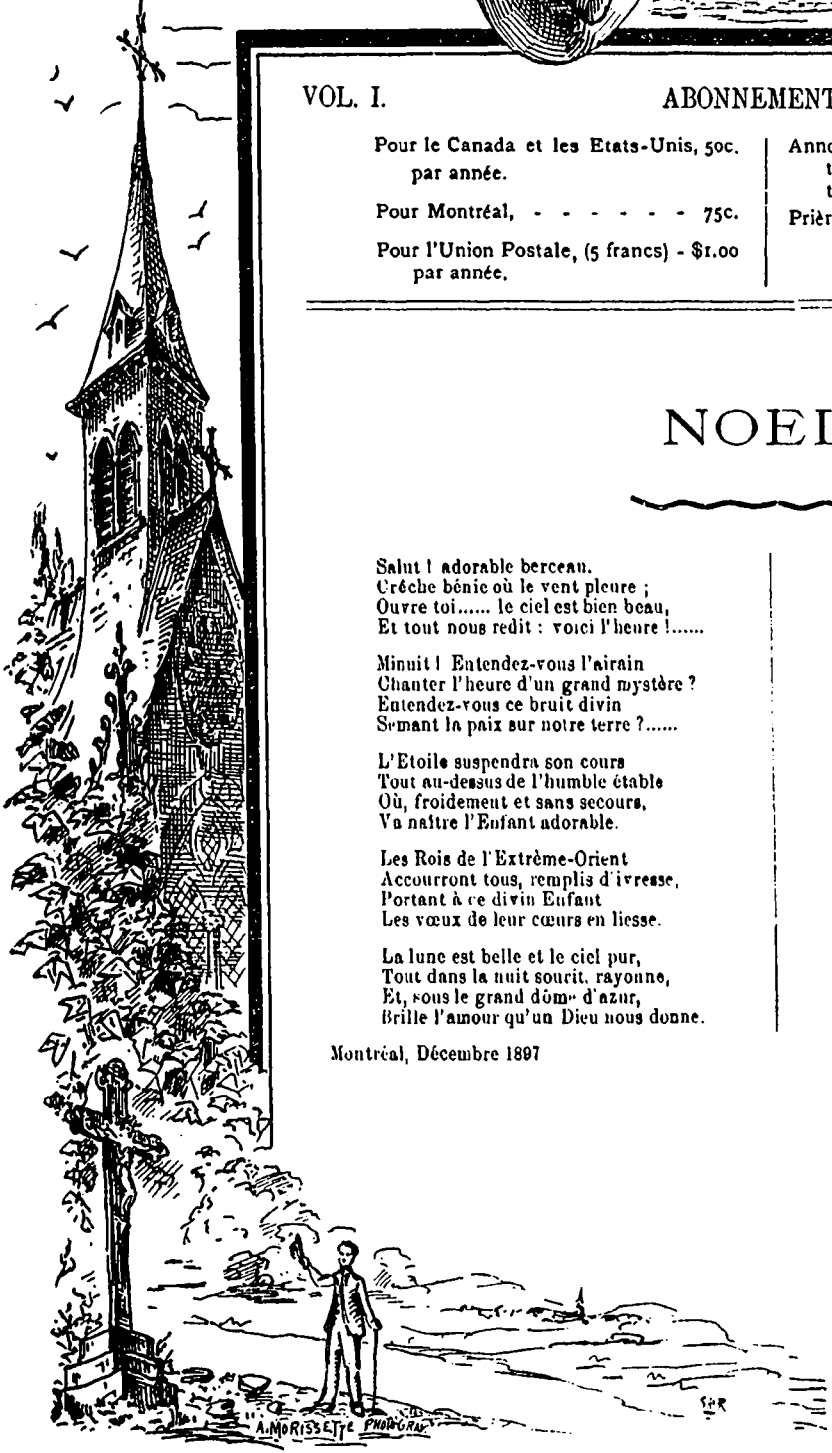 VOL. I.
ABONNEMENT
Pour le Canada et les Etats-Unis, 50c.
par année.
Pour Montréal, - - - - - - 75c.
Pour l'Union Postale, (5 francs) - $1.00
par année.
Anno
t
t
Prièr
NOEL
Salut ! adorable berceau.
Crèche bénie où le vent pleure ;
Ouvre toi...... le ciel est bien beau,
Et tout nous redit : voici l'heure !......
Minuit ! Entendez-vous l'airain
Chanter l'heure d'un grand mystère ?
Entendez-vous ce bruit divin
Semant la paix sur notre terre ?......
L'Etoile suspendra son cours
Tout au-dessus de l'humble étable
Où, froidement et sans secours,
Va naître l'Enfant adorable.
Les Rois de l'Extrème-Orient
Accourront tous, remplis d'ivresse,
Portant à ce divin Enfant
Les vœux de leur cœurs en liesse.
La lune est belle et le ciel pur,
Tout dans la nuit sourit, rayonne,
Et, sous le grand dôme d'azur,
Brille l'amour qu'un Dieu nous donne.
Montréal, Décembre 1897
A. MORISSETTE PHOTOGRAV.